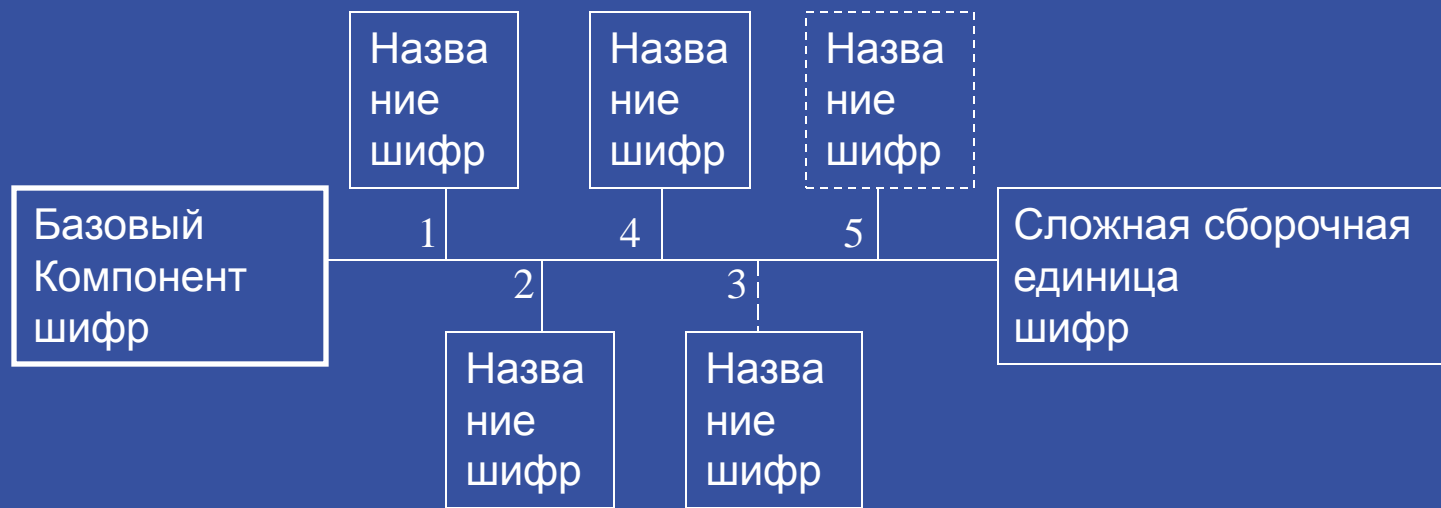 Назва
ние
шифр
Назва
ние
шифр
Назва
ние
шифр
Базовый
Компонент
шифр
1
4
5
2
3
Сложная сборочная
единица
шифр
Назва
ние
шифр
Назва
ние
шифр